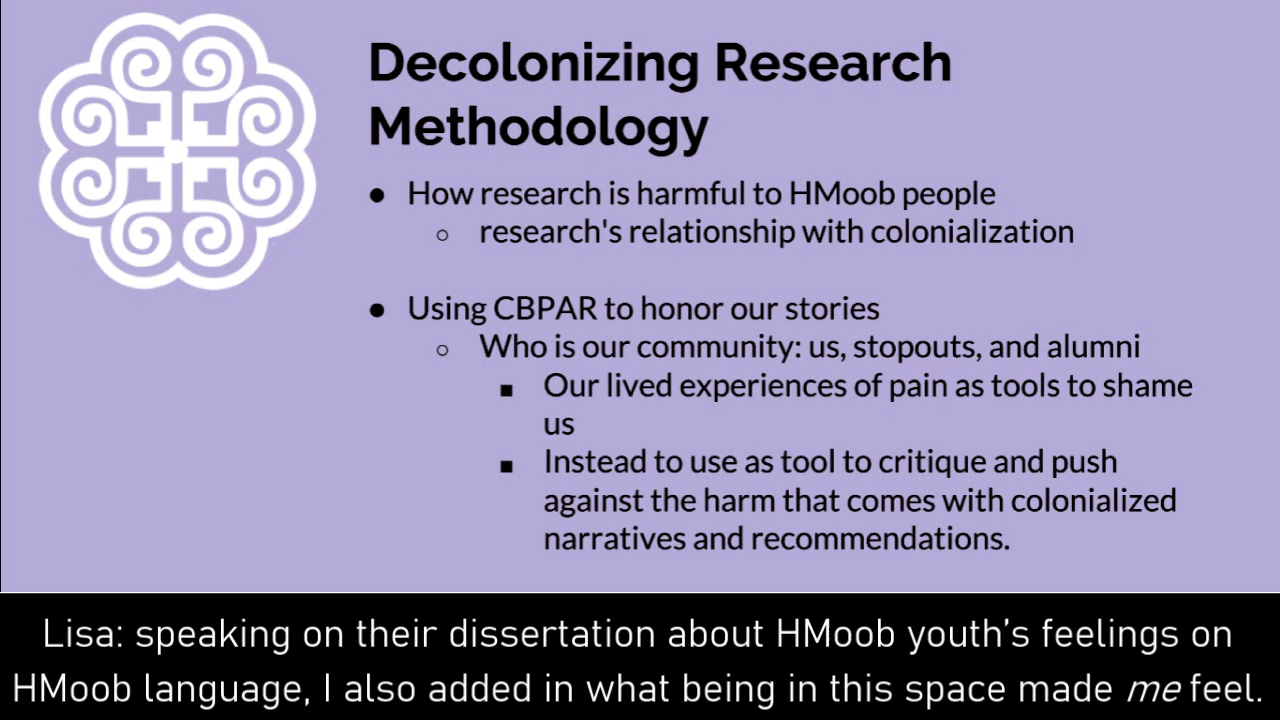 Decolonizing Research
Methodology
● How research is harmful to HMoob people
○ research's relationship with colonialization
● Using CBPAR to honor our stories
○ Who is our community: us, stopouts, and alumni
■ Our lived experiences of pain as tools to shame
us
■ Instead to use as tool to critique and push
against the harm that comes with colonialized
narratives and recommendations.
Lisa: speaking on their dissertation about HMoob youth’s feelings on
HMoob language, I also added in what being in this space made me feel.